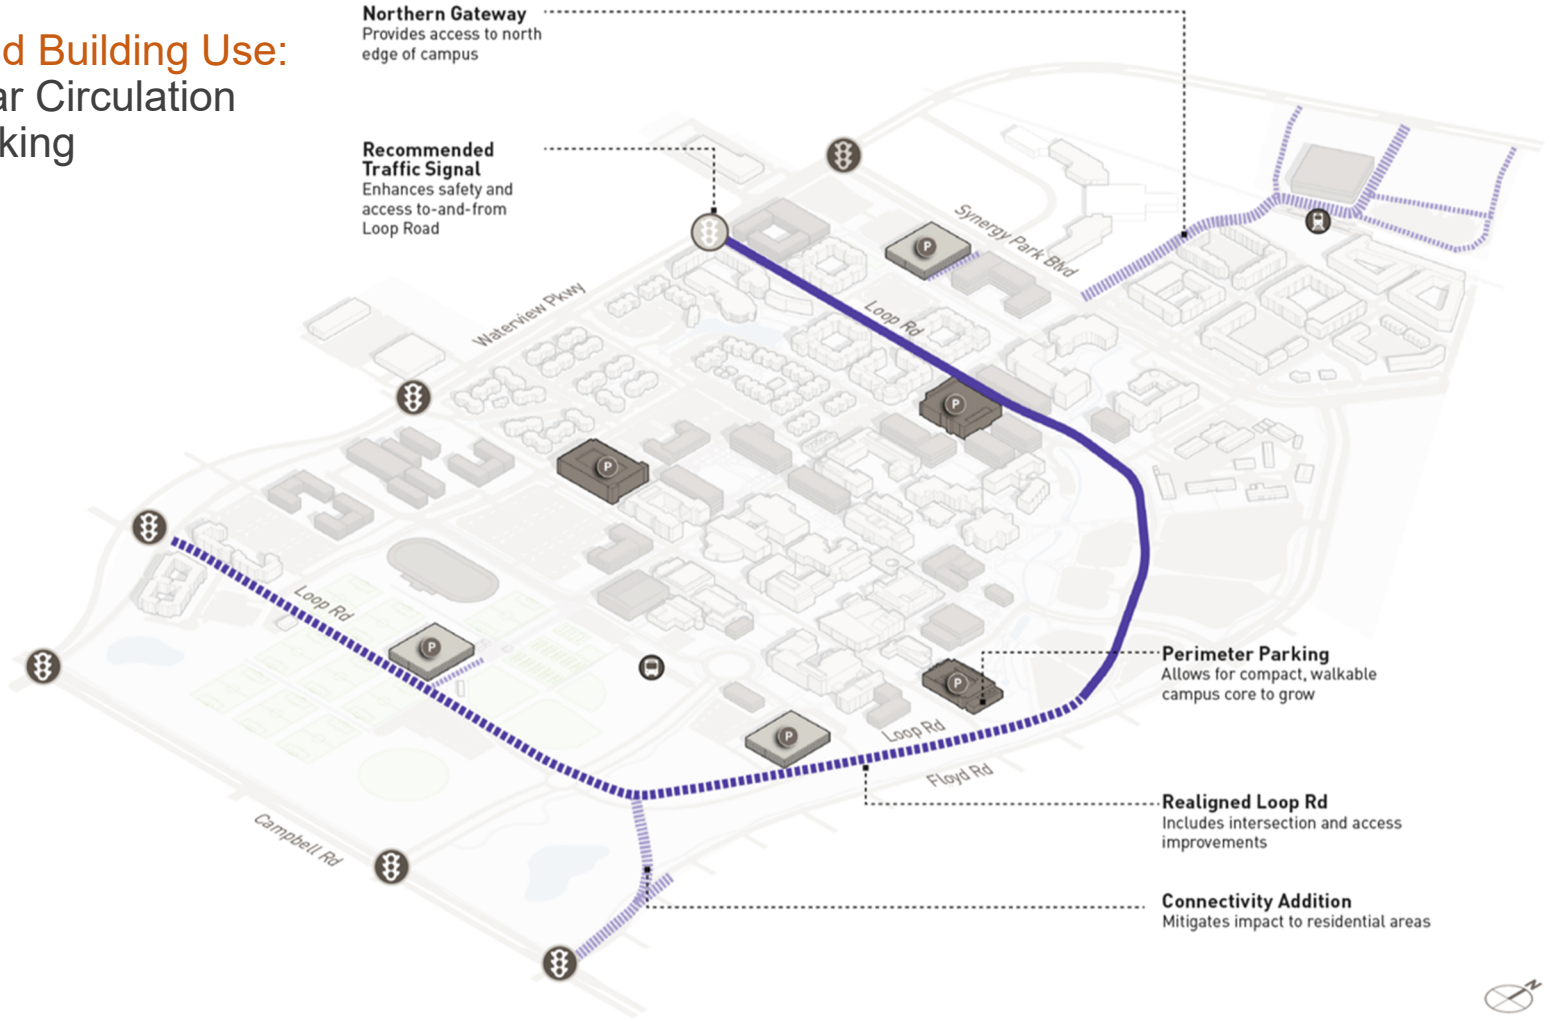 d Building Use:
ar Circulation
king
Northern Gateway
Provides access to north
edge of campus
Recommended
Traffic Signal
Enhances safety and
access to-and-from
Loop Road
Synergy Park Blvd
Waterview Pkwy
Loop Rd
P
P
P
Loop Rd
P
P
P
Loop Rd
Floyd Rd
Campbell Rd
Perimeter Parking
Allows for compact, walkable
campus core to grow
Realigned Loop Rd
Includes intersection and access
improvements
Connectivity Addition
Mitigates impact to residential areas
N